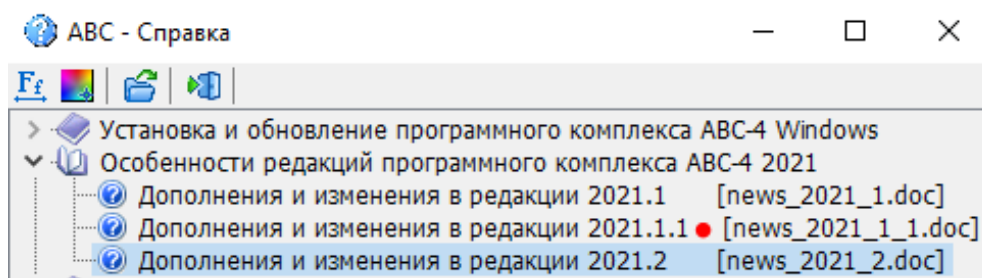 АВС - Справка
Ff
Установка и обновление программного комплекса АВС-4 Windows
Особенности редакций программного комплекса АВС-4 2021
Дополнения и изменения в редакции 2021.1 [news_2021_1.doc]
Дополнения и изменения в редакции 2021.1.1 [news_2021_1_1.doc]
Дополнения и изменения в редакции 2021.2 [news_2021_2.doc]